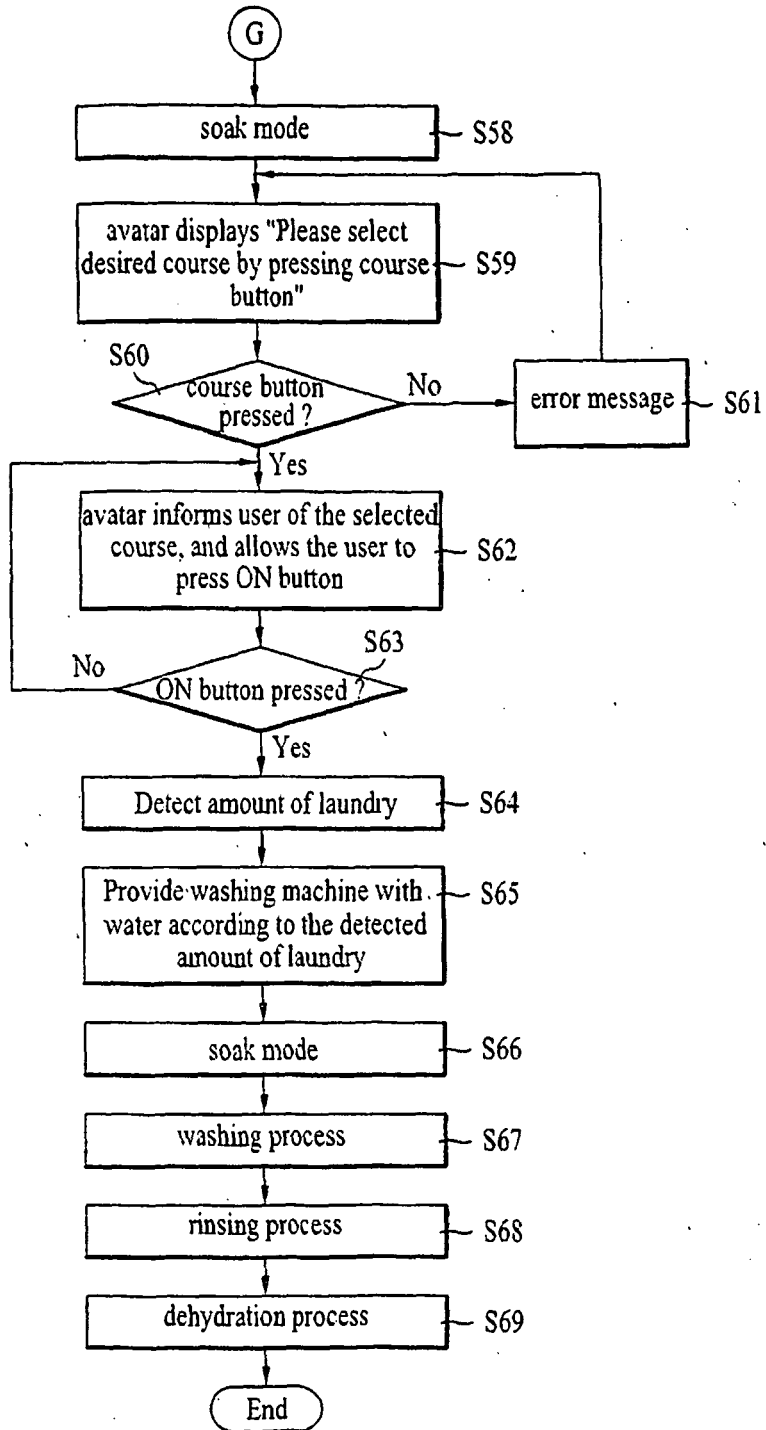 G
soak mode
S58
avatar displays "Please select
desired course by pressing course
button"
S59
S60
course button
pressed ?
No
error message
S61
Yes
avatar informs user of the selected
course, and allows the user to
press ON button
S62
S63
No
ON button pressed ?
Yes
Detect amount of laundry
S64
Provide washing machine with
water according to the detected
amount of laundry
S65
soak mode
S66
washing process
S67
rinsing process
S68
dehydration process
S69
End